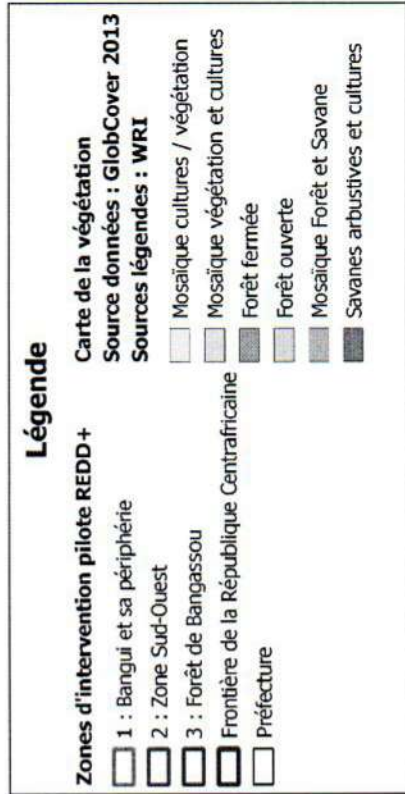 Légende
Zones d'intervention pilote REDD+
1 : Bangui et sa périphérie
2 : Zone Sud-Ouest
3 : Forêt de Bangassou
Frontière de la République Centrafricaine
Préfecture
Carte de la végétation
Source données : GlobCover 2013
Sources légendes : WRI
Mosaïque cultures / végétation
Mosaïque végétation et cultures
Forêt fermée
Forêt ouverte
Mosaïque Forêt et Savane
Savanes arbustives et cultures